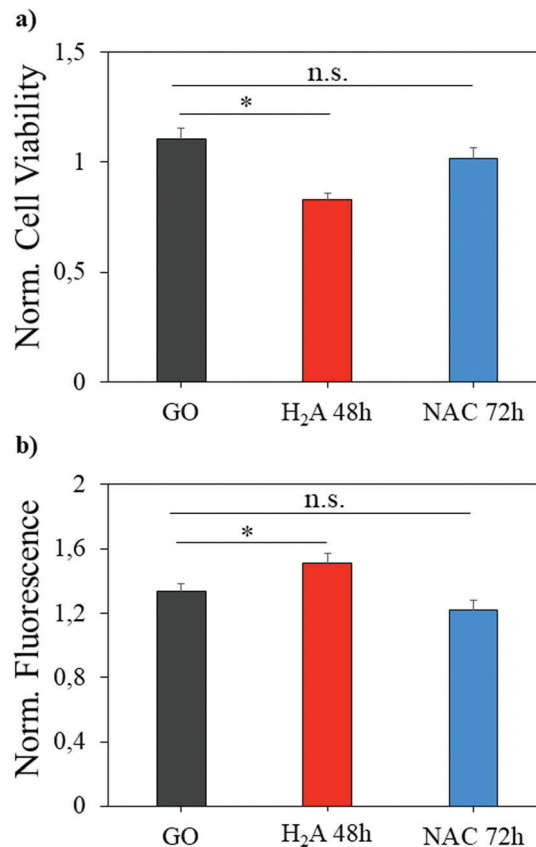 a)
1,5
n.s.
*
1
0,5
0
Norm. Cell Viability
GO H₂A 48h NAC 72h
b)
2
n.s.
1,6
*
1,2
0,8
0,4
0
Norm. Fluorescence
GO H₂A 48h NAC 72h